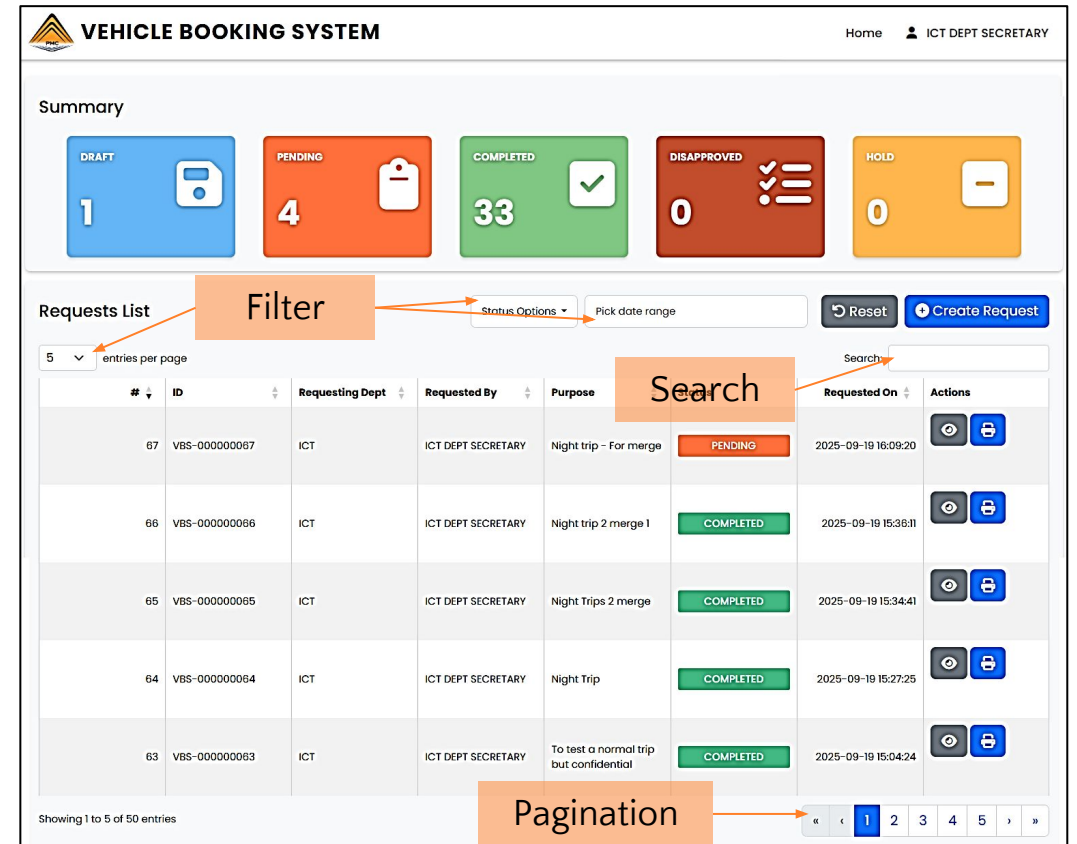 PMC
VEHICLE BOOKING SYSTEM
Home
ICT DEPT SECRETARY
Summary
DRAFT
1
PENDING
4
COMPLETED
33
DISAPPROVED
0
HOLD
0
Requests List
Filter
Status Options
Pick date range
Reset
Create Request
5 entries per page
Search:
Search
# ID Requesting Dept Requested By Purpose Status Requested On Actions
67 VBS-000000067 ICT ICT DEPT SECRETARY Night trip - For merge PENDING 2025-09-19 16:09:20
66 VBS-000000066 ICT ICT DEPT SECRETARY Night trip 2 merge 1 COMPLETED 2025-09-19 15:36:11
65 VBS-000000065 ICT ICT DEPT SECRETARY Night Trips 2 merge COMPLETED 2025-09-19 15:34:41
64 VBS-000000064 ICT ICT DEPT SECRETARY Night Trip COMPLETED 2025-09-19 15:27:25
63 VBS-000000063 ICT ICT DEPT SECRETARY To test a normal trip
but confidential COMPLETED 2025-09-19 15:04:24
Showing 1 to 5 of 50 entries
Pagination
« ‹ 1 2 3 4 5 › »